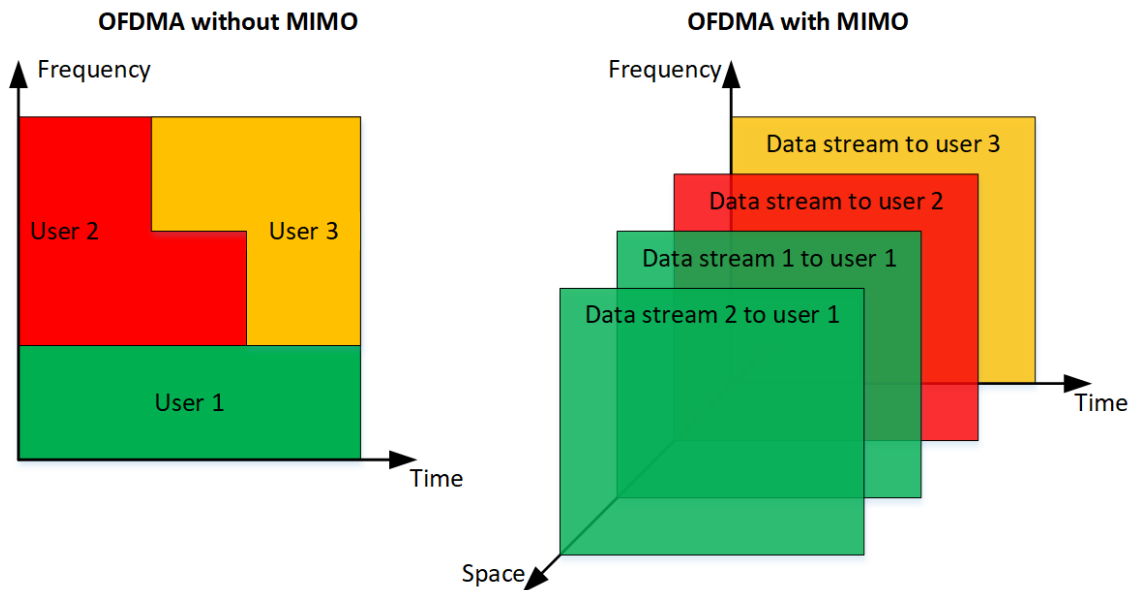 OFDMA without MIMO
Frequency
User 2
User 3
User 1
Time
OFDMA with MIMO
Frequency
Data stream to user 3
Data stream to user 2
Data stream 1 to user 1
Data stream 2 to user 1
Time
Space